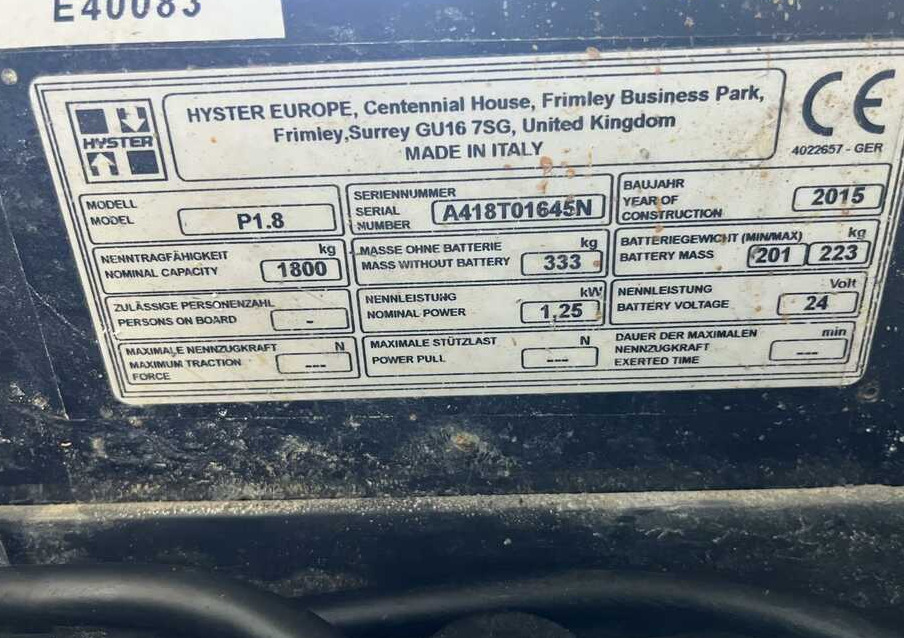 E40083
HYSTER
HYSTER EUROPE, Centennial House, Frimley Business Park,
Frimley,Surrey GU16 7SG, United Kingdom
MADE IN ITALY
CE
4022657 - GER
MODELL
MODEL
P1.8
SERIENNUMMER
SERIAL
NUMBER
A418T01645N
BAUJAHR
YEAR OF
CONSTRUCTION
2015
NENNTRAGFÄHIGKEIT
NOMINAL CAPACITY
kg
1800
MASSE OHNE BATTERIE
MASS WITHOUT BATTERY
kg
333
BATTERIEGEWICHT (MIN/MAX)
BATTERY MASS
kg
201 223
ZULÄSSIGE PERSONENZAHL
PERSONS ON BOARD
-
NENNLEISTUNG
NOMINAL POWER
kW
1,25
NENNLEISTUNG
BATTERY VOLTAGE
Volt
24
MAXIMALE NENNZUGKRAFT
MAXIMUM TRACTION
FORCE
N
---
MAXIMALE STÜTZLAST
POWER PULL
N
---
DAUER DER MAXIMALEN
NENNZUGKRAFT
EXERTED TIME
min
---